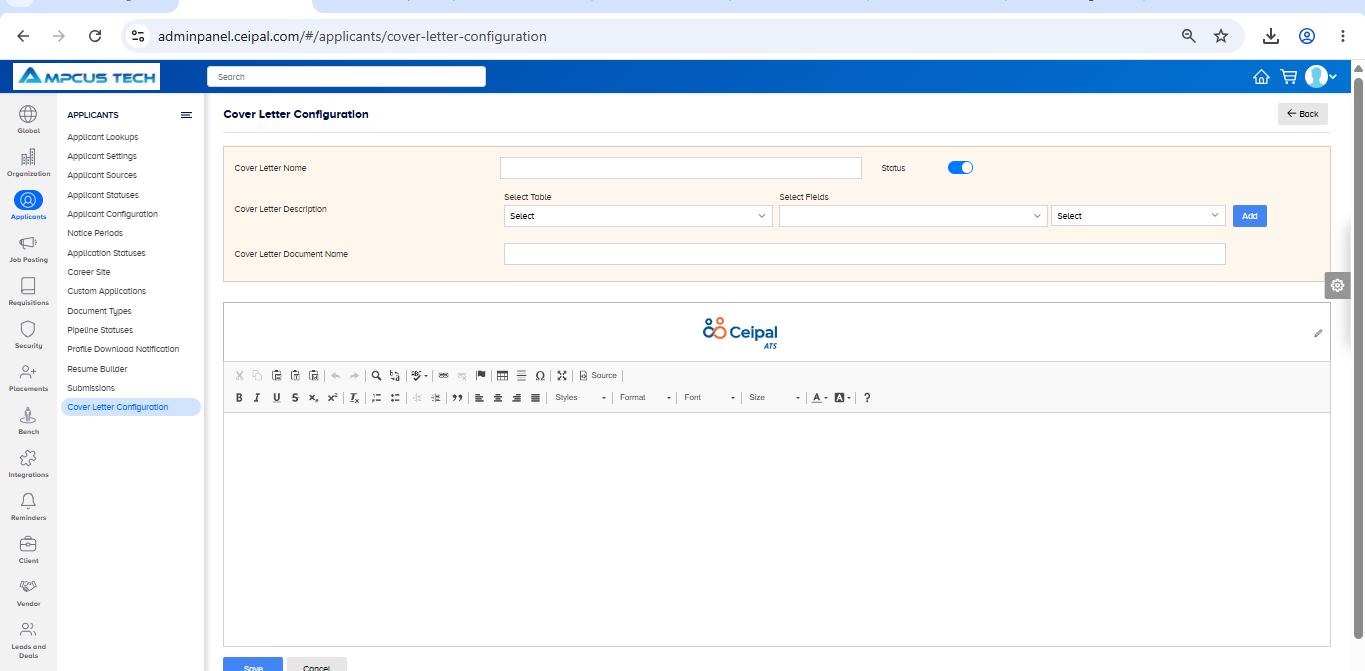 adminpanel.ceipal.com/#/applicants/cover-letter-configuration
AMPCUS TECH
Search
Global
Organization
Applicants
Job Posting
Requisitions
Security
Placements
Bench
Integrations
Reminders
Client
Vendor
Leads and
Deals
APPLICANTS
Applicant Lookups
Applicant Settings
Applicant Sources
Applicant Statuses
Applicant Configuration
Notice Periods
Application Statuses
Career Site
Custom Applications
Document Types
Pipeline Statuses
Profile Download Notification
Resume Builder
Submissions
Cover Letter Configuration
Cover Letter Configuration
Back
Cover Letter Name
Status
Select Table
Select Fields
Cover Letter Description
Select
Select
Add
Cover Letter Document Name
Ceipal
ATS
Source
B I U S x x Tx Styles Format Font Size A A ?
Save
Cancel